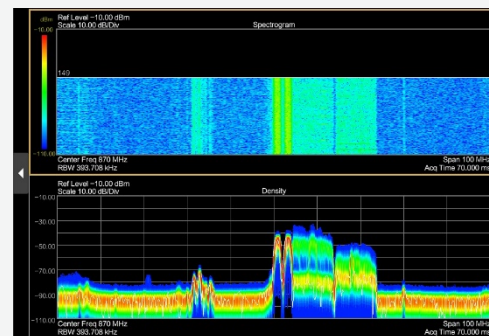 dBm
-10.00
Ref Level -10.00 dBm
Scale 10.00 dB/Div
Spectrogram
149
-110.00
Center Freq 870 MHz
Span 100 MHz
RBW 393.708 kHz
Acq Time 70.000 ms
Ref Level -10.00 dBm
Scale 10.00 dB/Div
Density
-10.00
-30.00
-50.00
-70.00
-90.00
-110.00
Center Freq 870 MHz
Span 100 MHz
RBW 393.708 kHz
Acq Time 70.000 ms